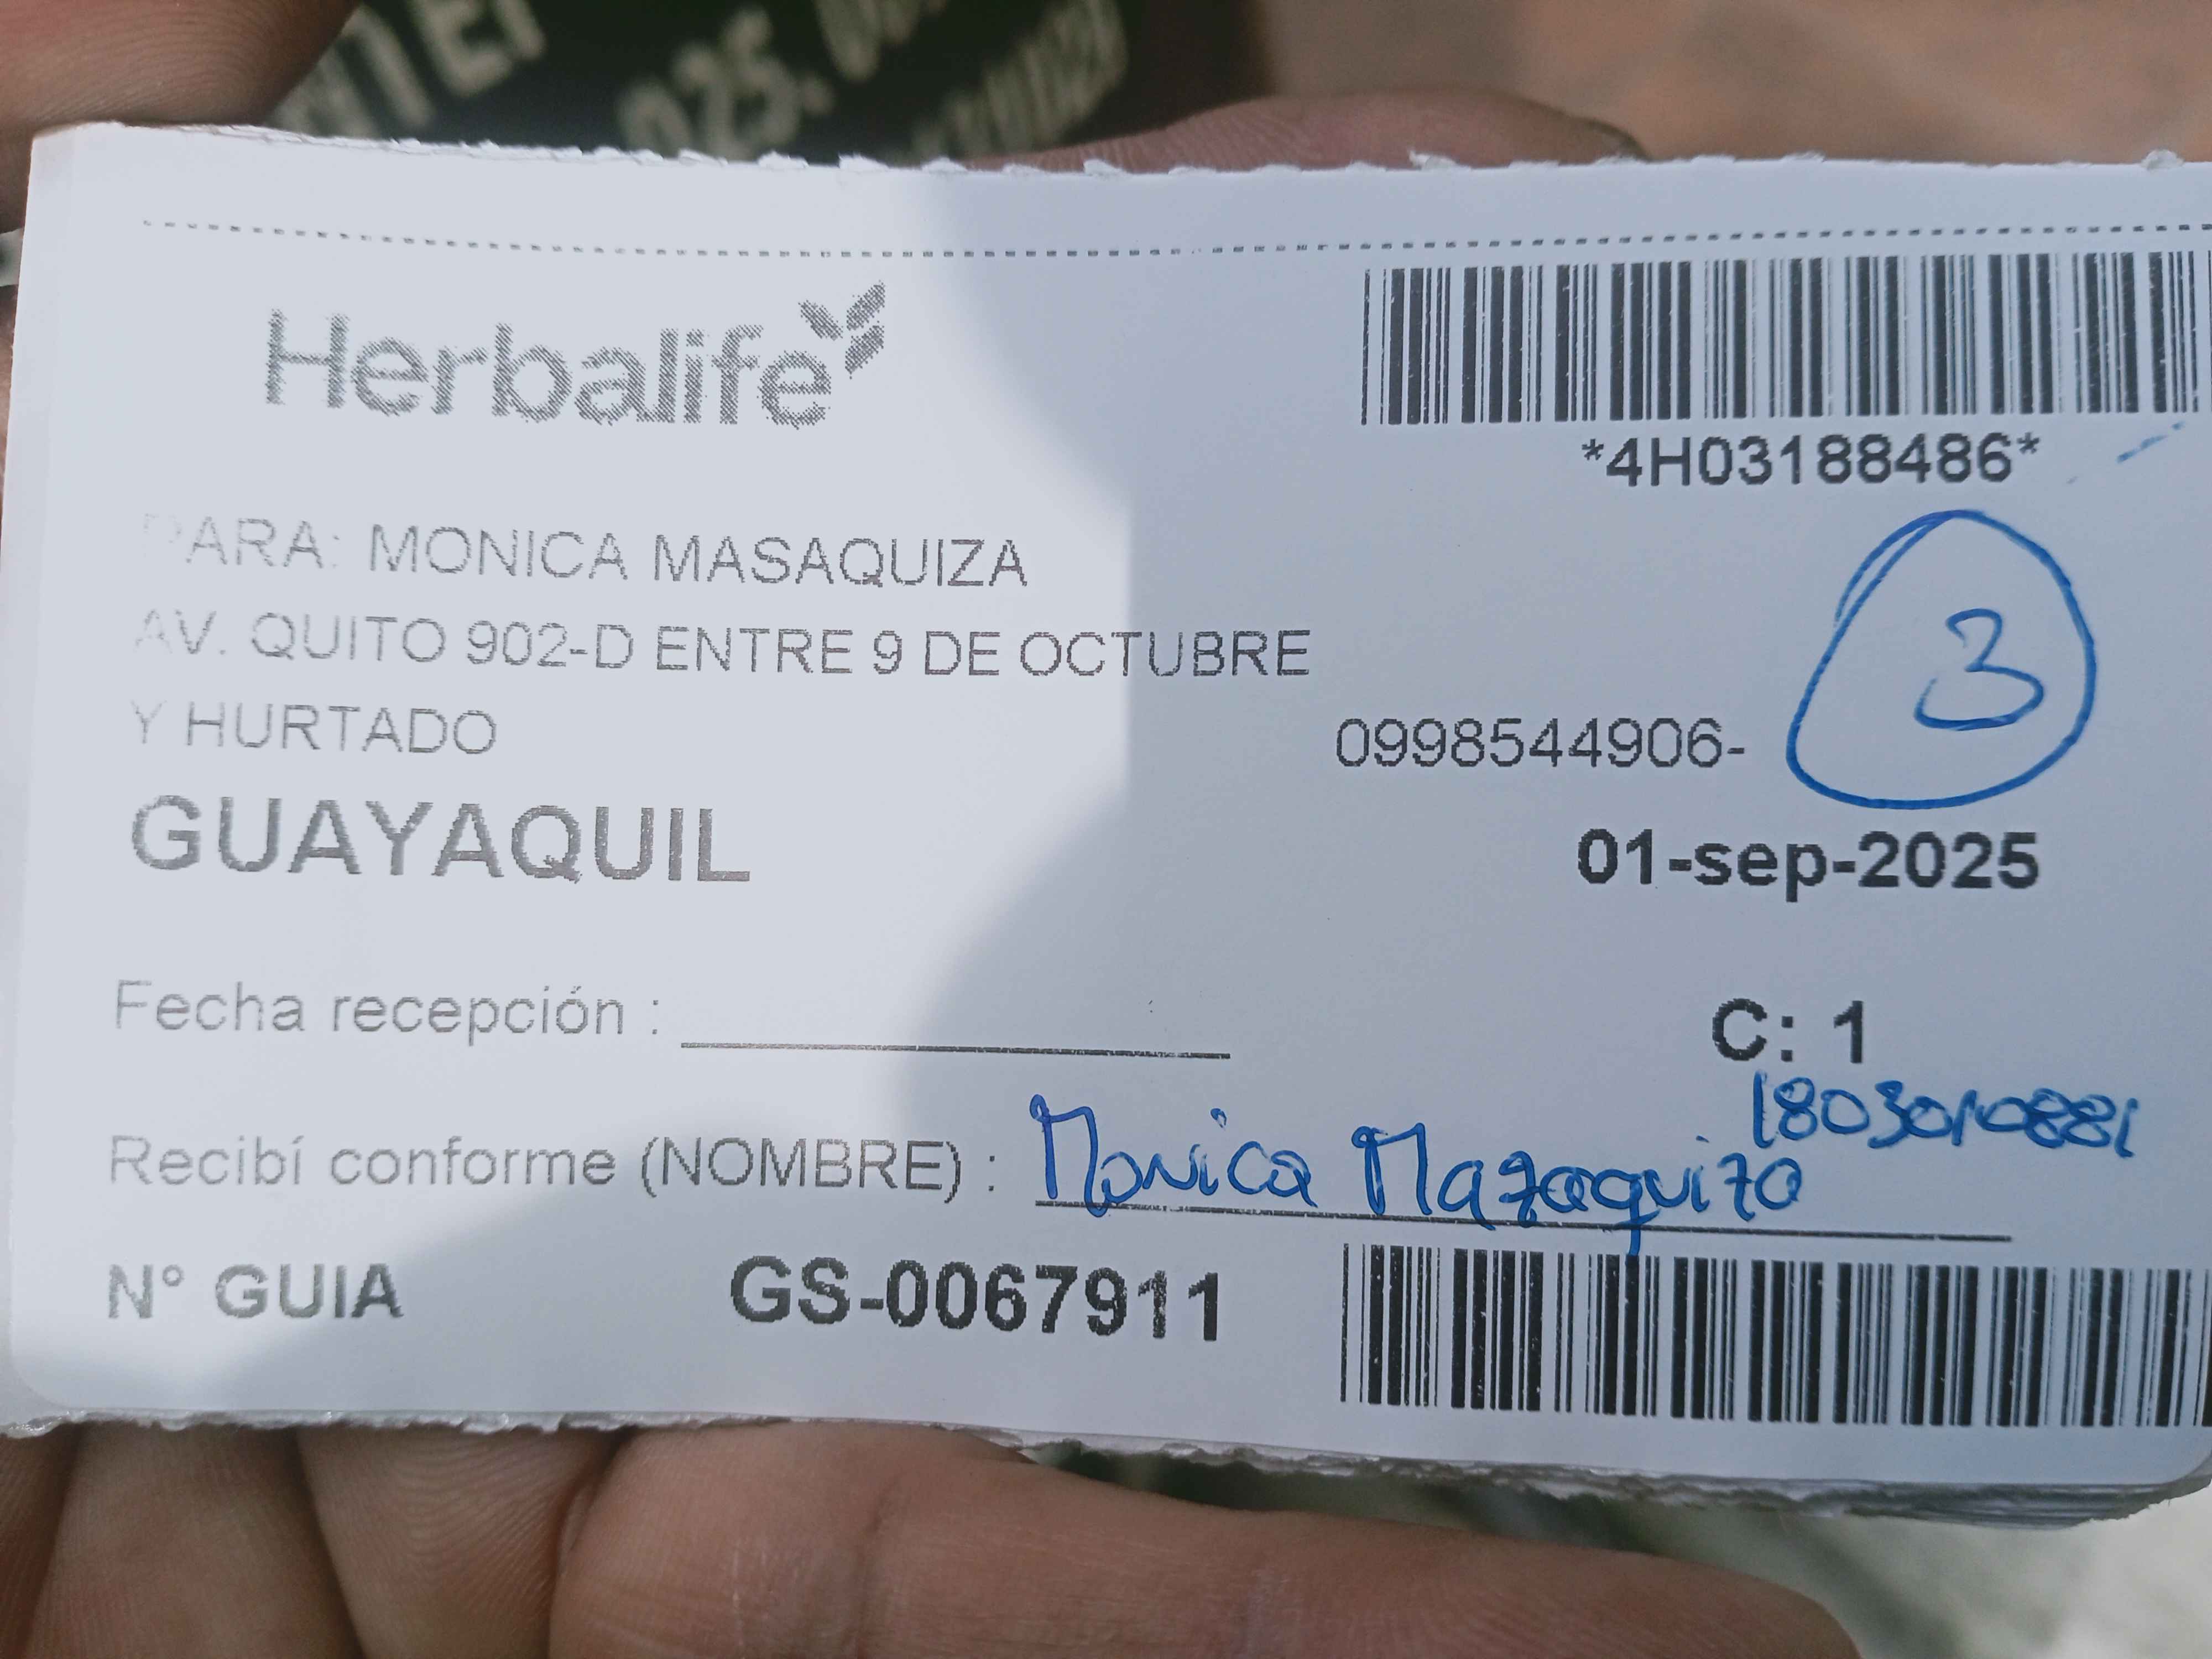 Herbalife
*4H03188486*
PARA: MONICA MASAQUIZA
AV. QUITO 902-D ENTRE 9 DE OCTUBRE
Y HURTADO
0998544906-
3
GUAYAQUIL
01-sep-2025
Fecha recepción :
C: 1
1803010881
Recibí conforme (NOMBRE) : Monica Mazaquiza
N° GUIA GS-0067911